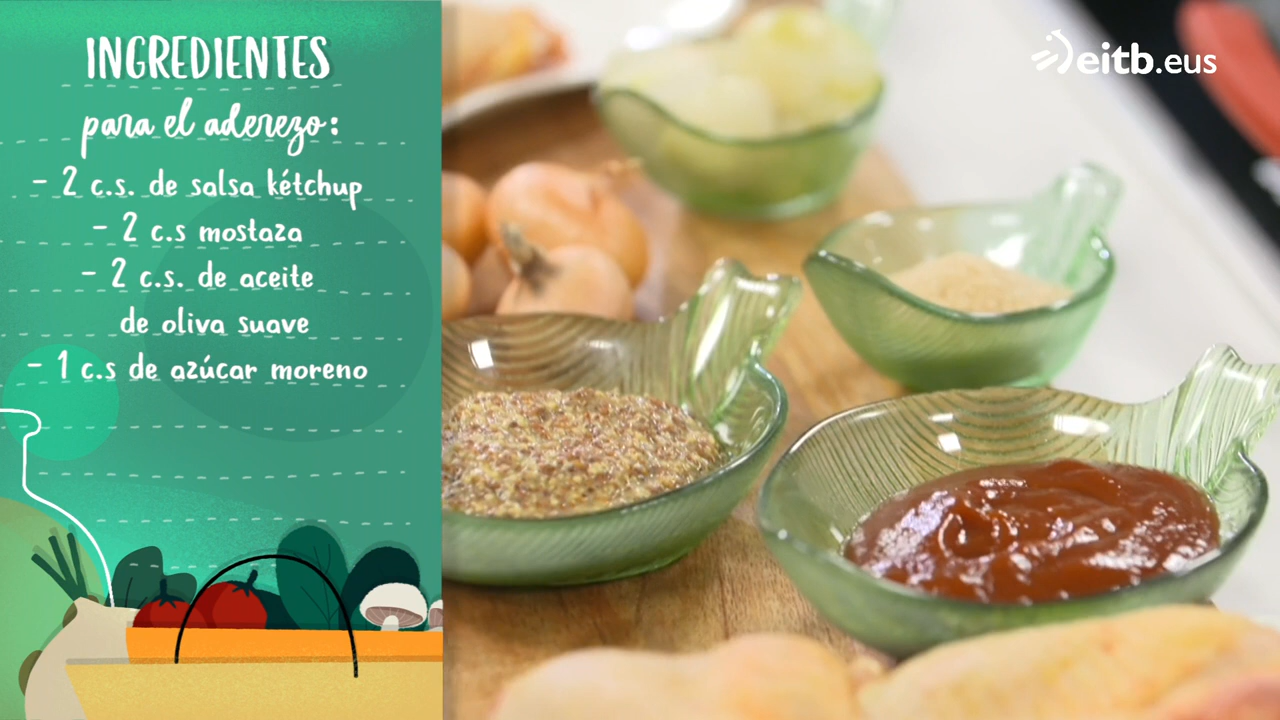 INGREDIENTES
para el aderezo:
- 2 c.s. de salsa kétchup
- 2 c.s mostaza
- 2 c.s. de aceite
de oliva suave
- 1 c.s de azúcar moreno
eitb.eus